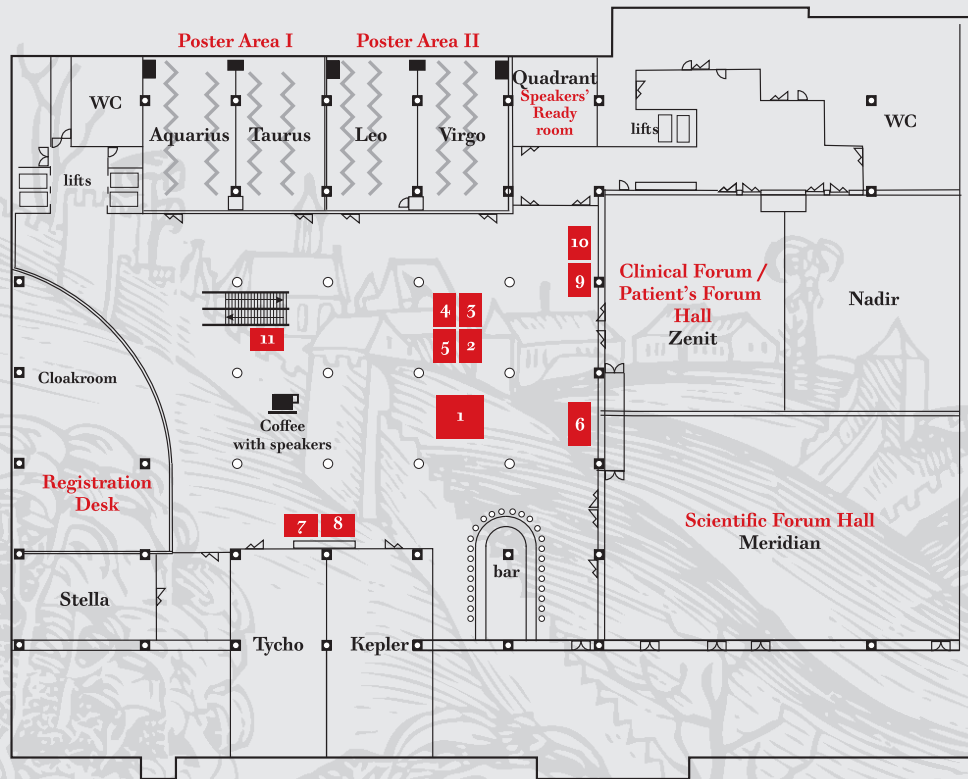 Poster Area I
Poster Area II
WC
Aquarius
Taurus
Leo
Virgo
Quadrant
Speakers'
Ready
room
lifts
WC
lifts
10
9
Clinical Forum /
Patient's Forum
Hall
Zenit
Nadir
4
3
5
2
11
Cloakroom
Coffee
with speakers
1
6
Registration
Desk
7
8
Scientific Forum Hall
Meridian
bar
Stella
Tycho
Kepler